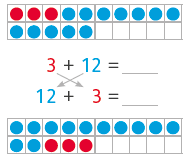 3 + 12 = ____
12 + 3 = ____